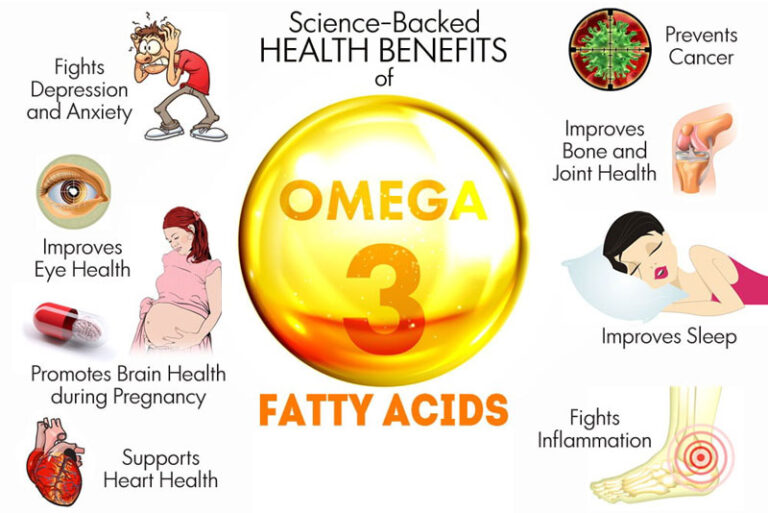 Science-Backed
HEALTH BENEFITS
of
OMEGA
3
FATTY ACIDS
Fights
Depression
and Anxiety
Improves
Eye Health
Promotes Brain Health
during Pregnancy
Supports
Heart Health
Prevents
Cancer
Improves
Bone and
Joint Health
Improves Sleep
Fights
Inflammation